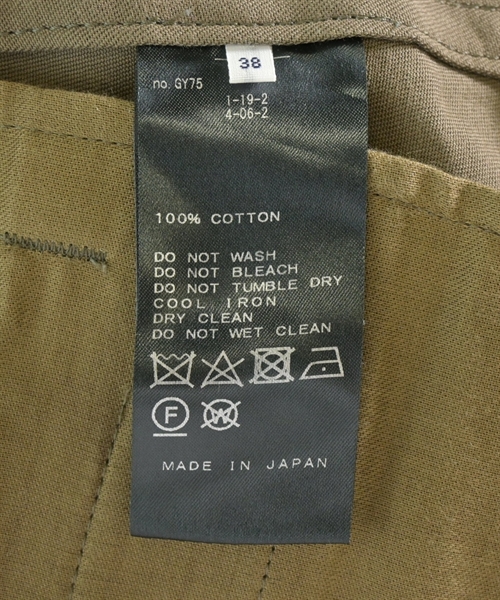 38
no. GY75
1-19-2
4-06-2
100% COTTON
DO NOT WASH
DO NOT BLEACH
DO NOT TUMBLE DRY
COOL IRON
DRY CLEAN
DO NOT WET CLEAN
F W
MADE IN JAPAN